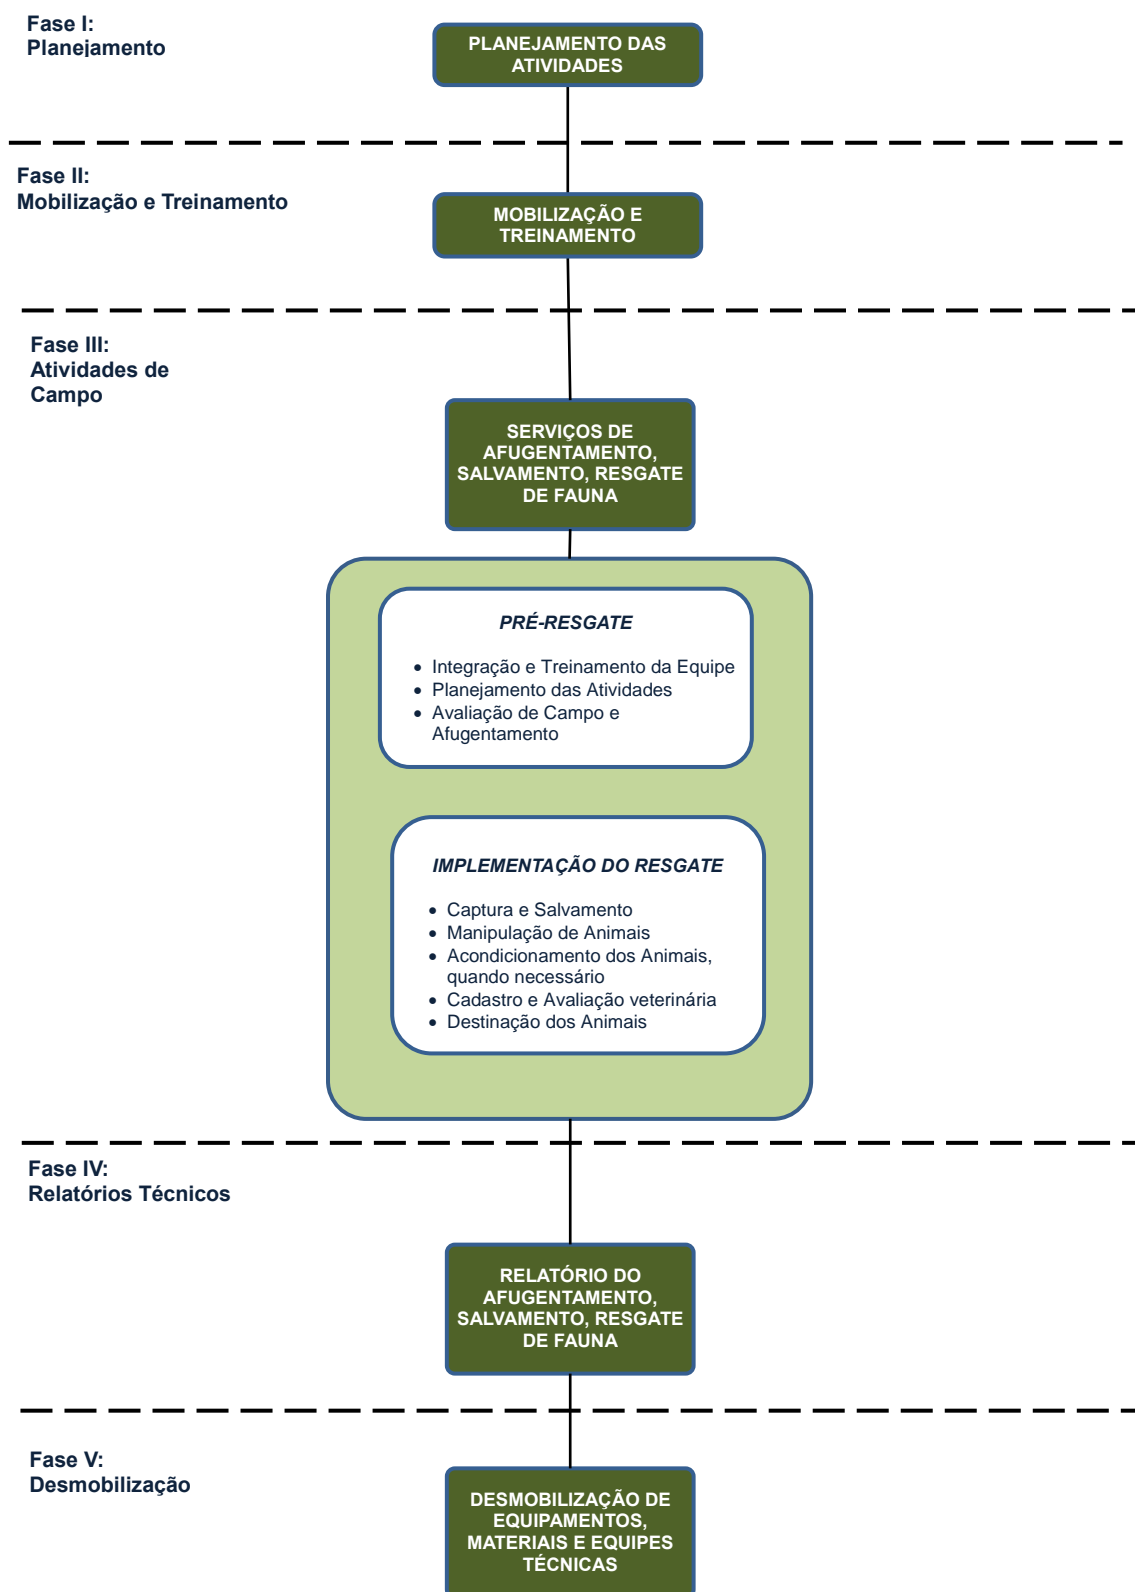 Fase I:
Planejamento
PLANEJAMENTO DAS
ATIVIDADES
Fase II:
Mobilização e Treinamento
MOBILIZAÇÃO E
TREINAMENTO
Fase III:
Atividades de
Campo
SERVIÇOS DE
AFUGENTAMENTO,
SALVAMENTO, RESGATE
DE FAUNA
PRÉ-RESGATE
• Integração e Treinamento da Equipe
• Planejamento das Atividades
• Avaliação de Campo e
Afugentamento
IMPLEMENTAÇÃO DO RESGATE
• Captura e Salvamento
• Manipulação de Animais
• Acondicionamento dos Animais,
quando necessário
• Cadastro e Avaliação veterinária
• Destinação dos Animais
Fase IV:
Relatórios Técnicos
RELATÓRIO DO
AFUGENTAMENTO,
SALVAMENTO, RESGATE
DE FAUNA
Fase V:
Desmobilização
DESMOBILIZAÇÃO DE
EQUIPAMENTOS,
MATERIAIS E EQUIPES
TÉCNICAS